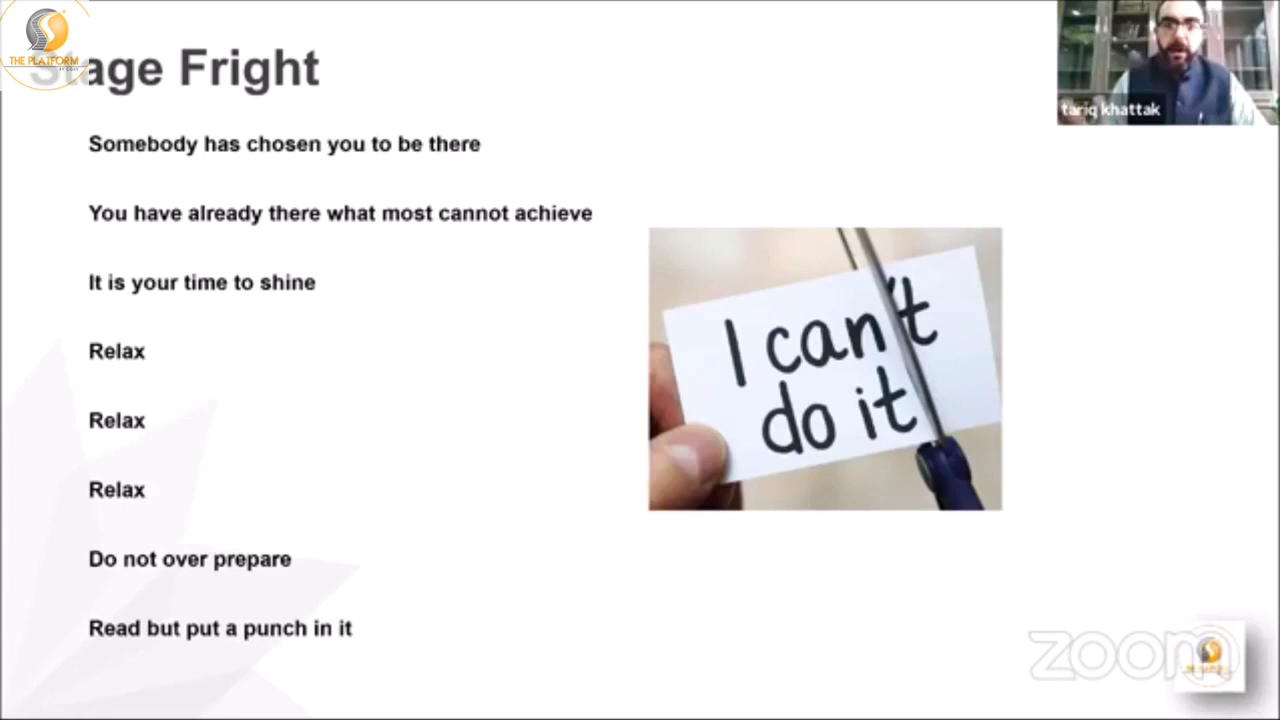 THE PLATFORM
Stage Fright
tariq khattak
Somebody has chosen you to be there
You have already there what most cannot achieve
It is your time to shine
Relax
Relax
Relax
Do not over prepare
Read but put a punch in it
I can't
do it
zoom